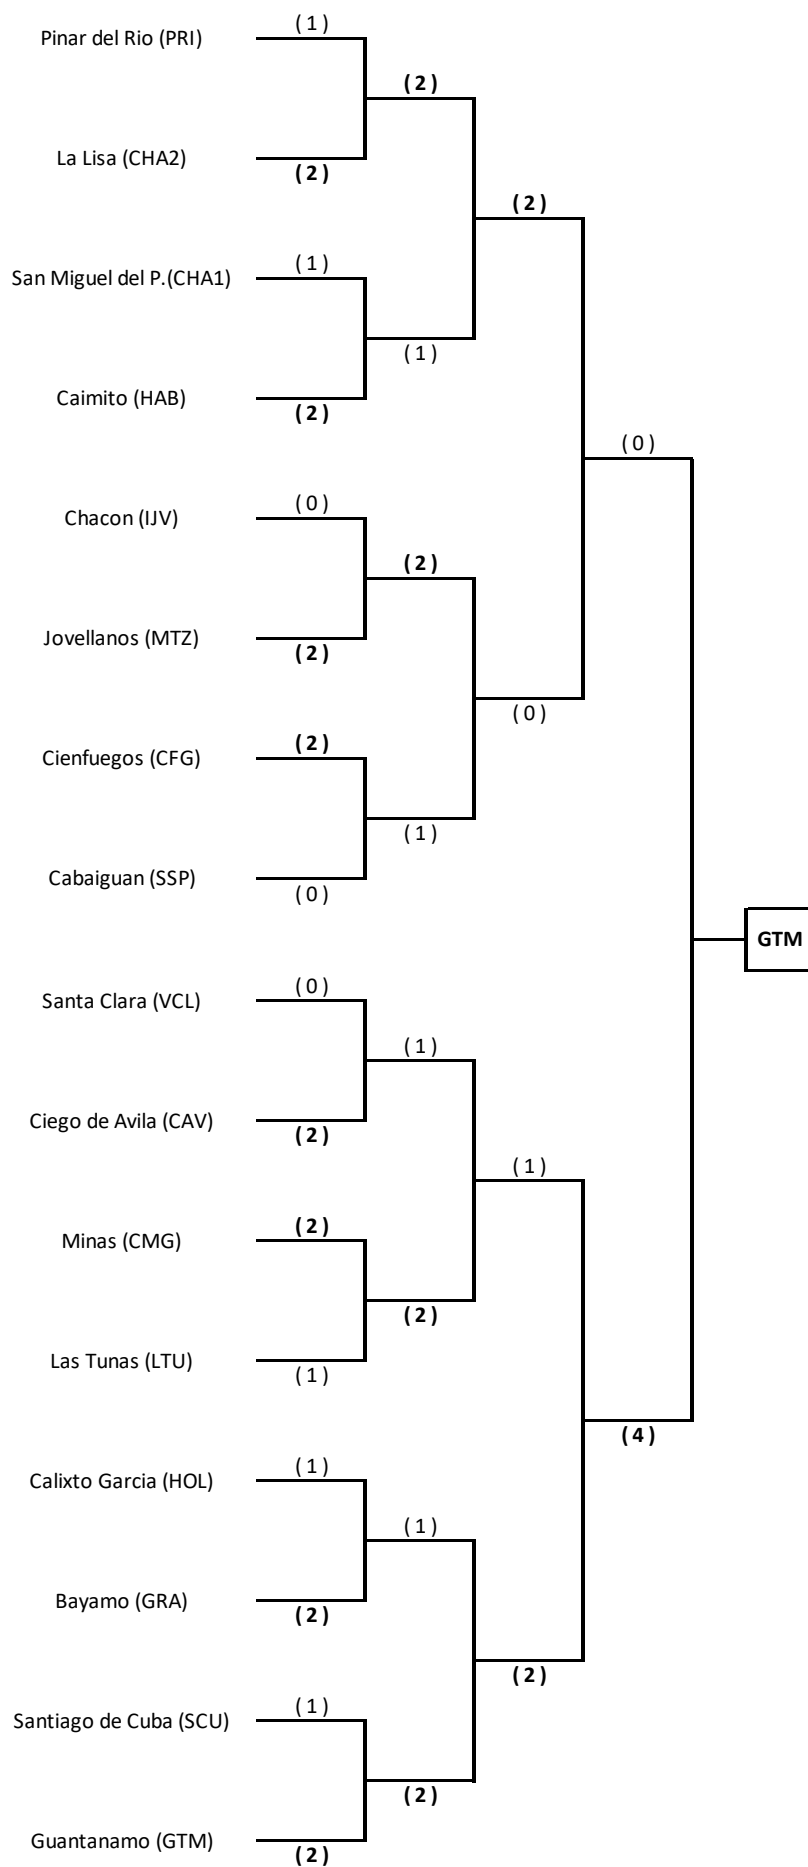 ( 1 )
Pinar del Rio (PRI)
( 2 )
La Lisa (CHA2)
( 2 )
( 2 )
( 1 )
San Miguel del P.(CHA1)
( 1 )
Caimito (HAB)
( 2 )
( 0 )
( 0 )
Chacon (IJV)
( 2 )
Jovellanos (MTZ)
( 2 )
( 0 )
( 2 )
Cienfuegos (CFG)
( 1 )
Cabaiguan (SSP)
( 0 )
GTM
( 0 )
Santa Clara (VCL)
( 1 )
Ciego de Avila (CAV)
( 2 )
( 1 )
( 2 )
Minas (CMG)
( 2 )
Las Tunas (LTU)
( 1 )
( 4 )
( 1 )
Calixto Garcia (HOL)
( 1 )
Bayamo (GRA)
( 2 )
( 2 )
( 1 )
Santiago de Cuba (SCU)
( 2 )
Guantanamo (GTM)
( 2 )